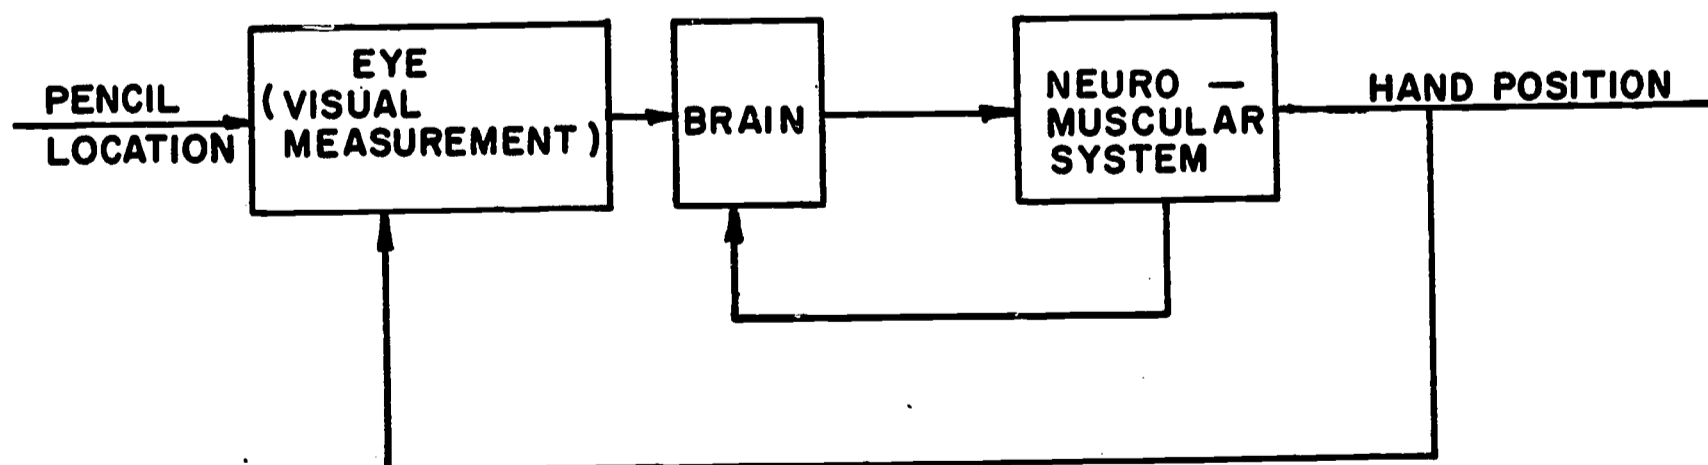 PENCIL
LOCATION
EYE
(VISUAL
MEASUREMENT)
BRAIN
NEURO —
MUSCULAR
SYSTEM
HAND POSITION